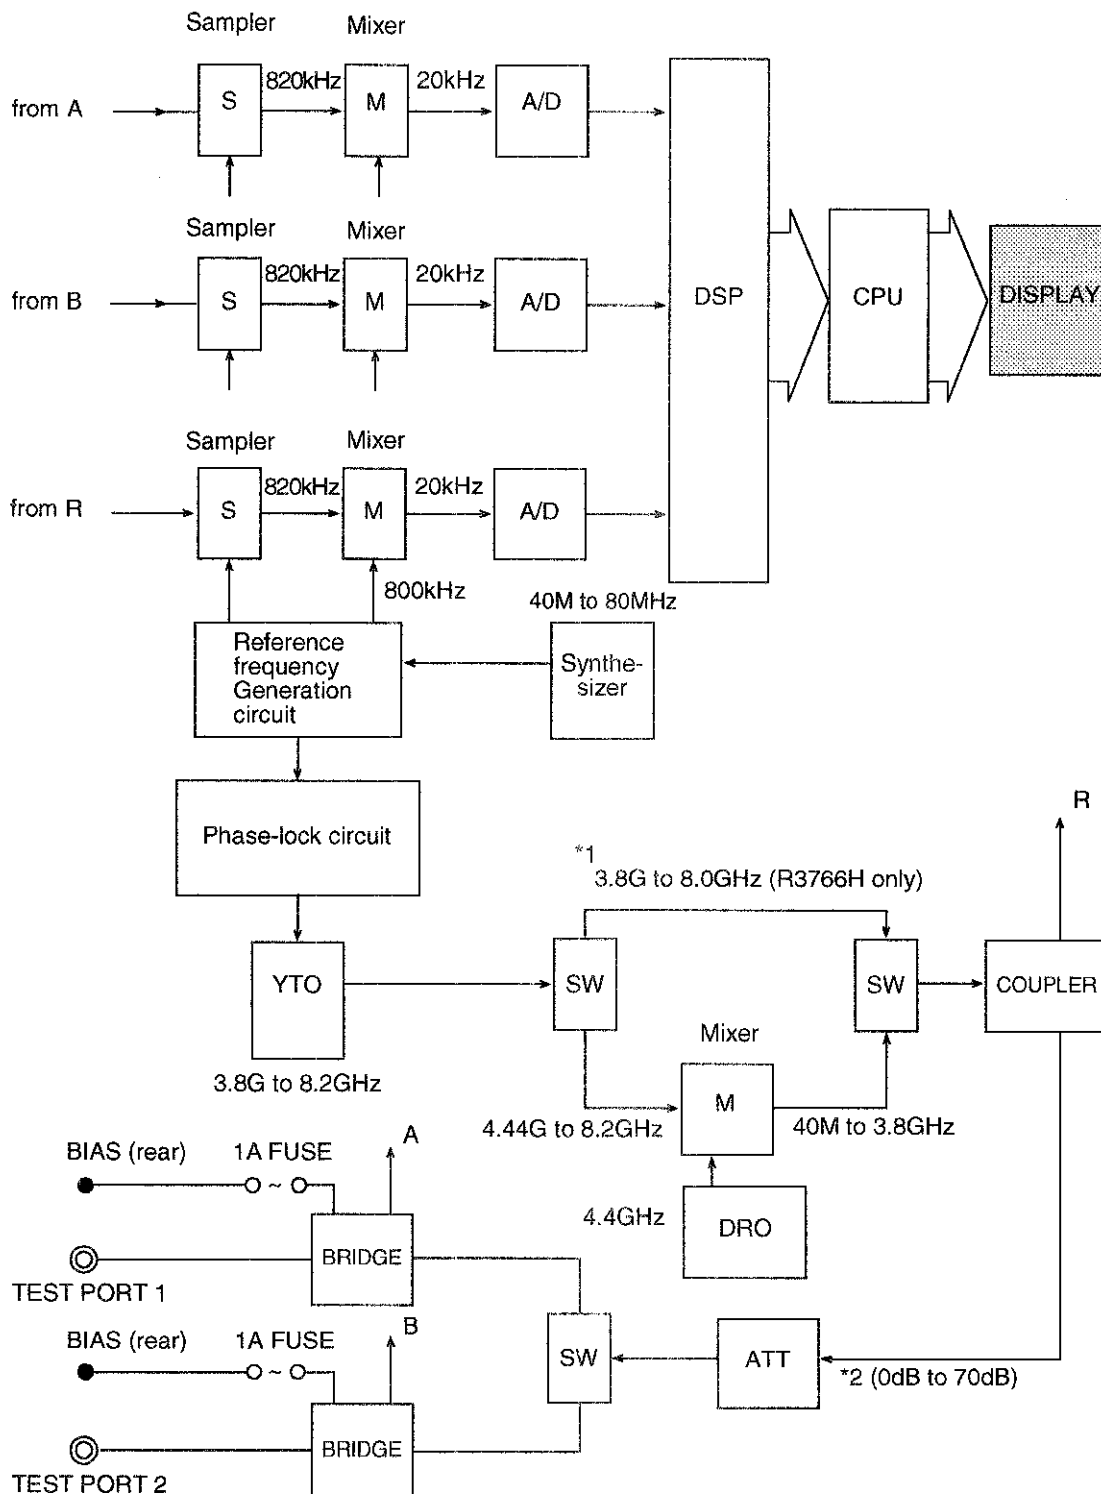 Sampler Mixer
from A S 820kHz M 20kHz A/D
Sampler Mixer
from B S 820kHz M 20kHz A/D
DSP CPU DISPLAY
Sampler Mixer
from R S 820kHz M 20kHz A/D
800kHz
40M to 80MHz
Reference
frequency
Generation
circuit
Synthe-
sizer
Phase-lock circuit
R
*1
3.8G to 8.0GHz (R3766H only)
YTO SW SW COUPLER
3.8G to 8.2GHz
Mixer
M
4.44G to 8.2GHz
40M to 3.8GHz
4.4GHz
DRO
A
BIAS (rear) 1A FUSE
~
BRIDGE
TEST PORT 1
B
BIAS (rear) 1A FUSE
~
SW ATT
*2 (0dB to 70dB)
BRIDGE
TEST PORT 2